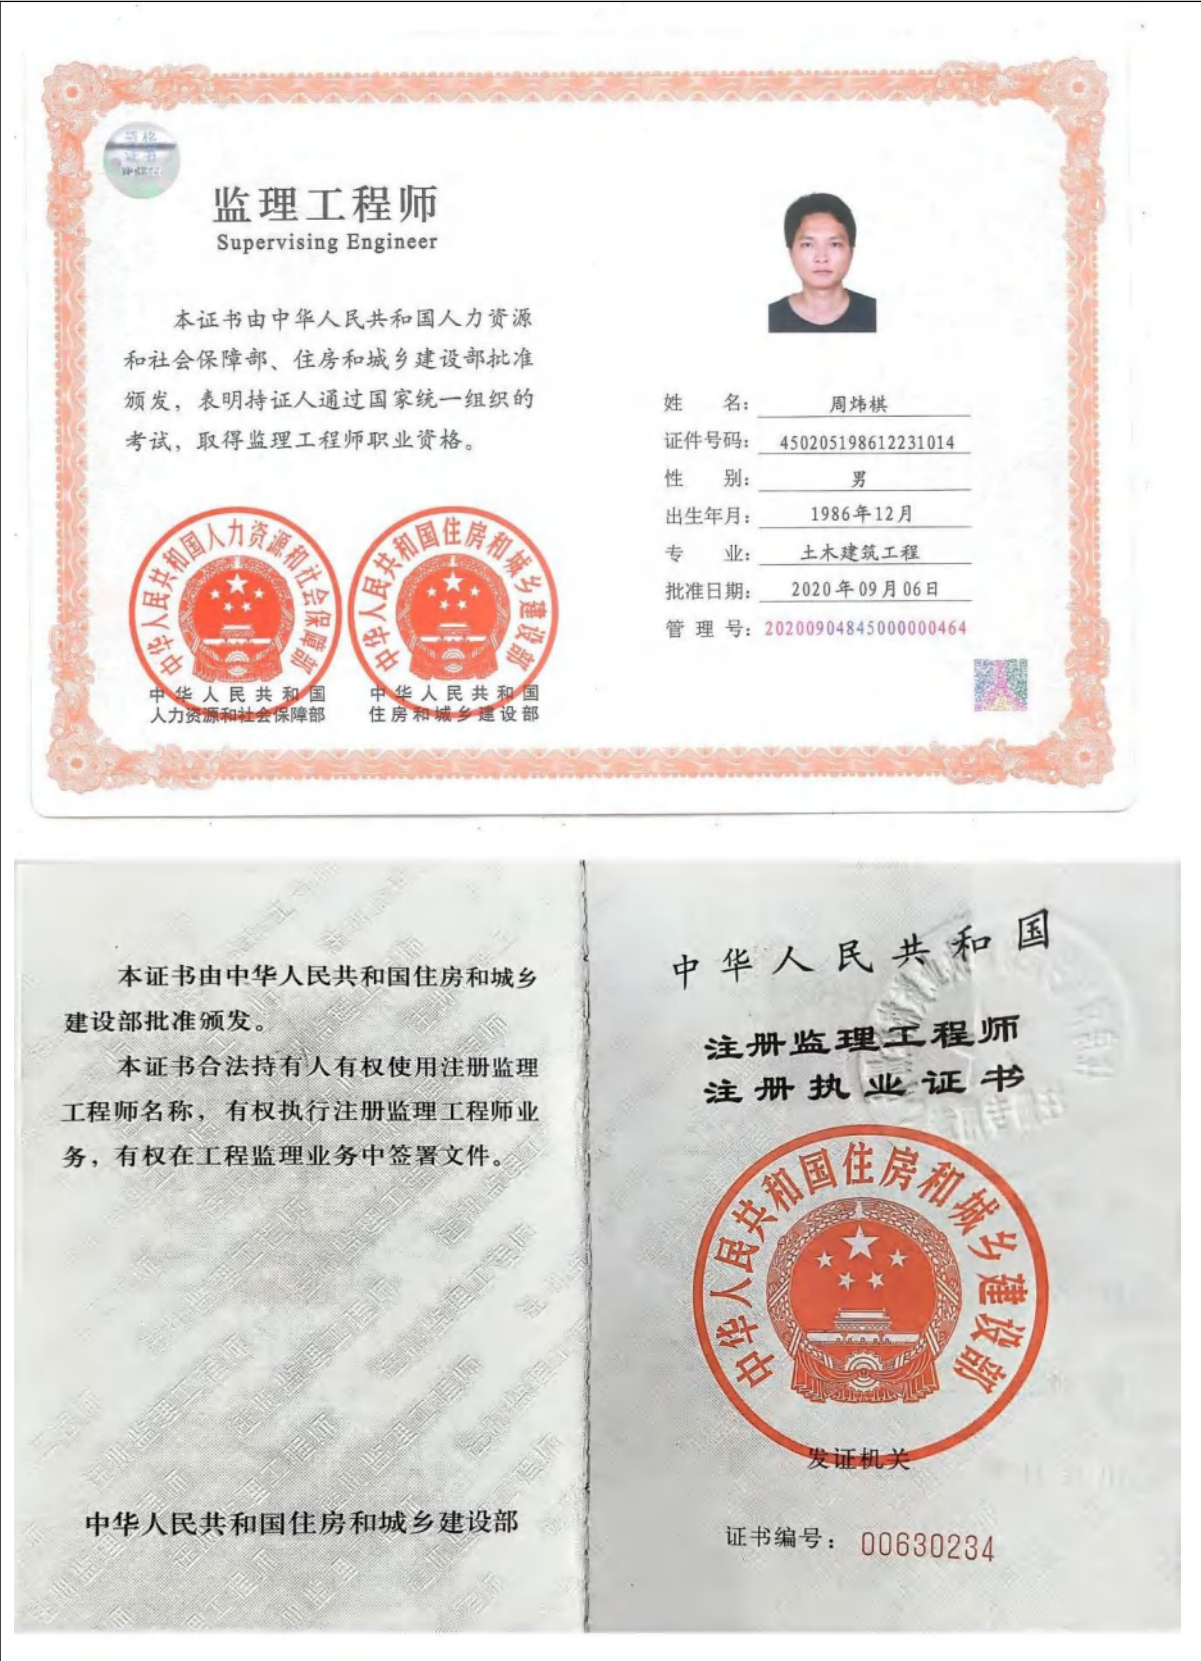 监理工程师
Supervising Engineer
本证书由中华人民共和国人力资源
和社会保障部、住房和城乡建设部批准
颁发，表明持证人通过国家统一组织的
考试，取得监理工程师职业资格。
中华人民共和国人力资源和社会保障部
中华人民共和国住房和城乡建设部
中华人民共和国
人力资源和社会保障部
中华人民共和国
住房和城乡建设部
姓 名：周炜棋
证件号码：450205198612231014
性 别：男
出生年月：1986年12月
专 业：土木建筑工程
批准日期：2020年09月06日
管 理 号：20200904845000000464
本证书由中华人民共和国住房和城乡
建设部批准颁发。
本证书合法持有人有权使用注册监理
工程师名称，有权执行注册监理工程师业
务，有权在工程监理业务中签署文件。
中华人民共和国住房和城乡建设部
中华人民共和国
注册监理工程师
注册执业证书
中华人民共和国住房和城乡建设部
发证机关
证书编号：00630234